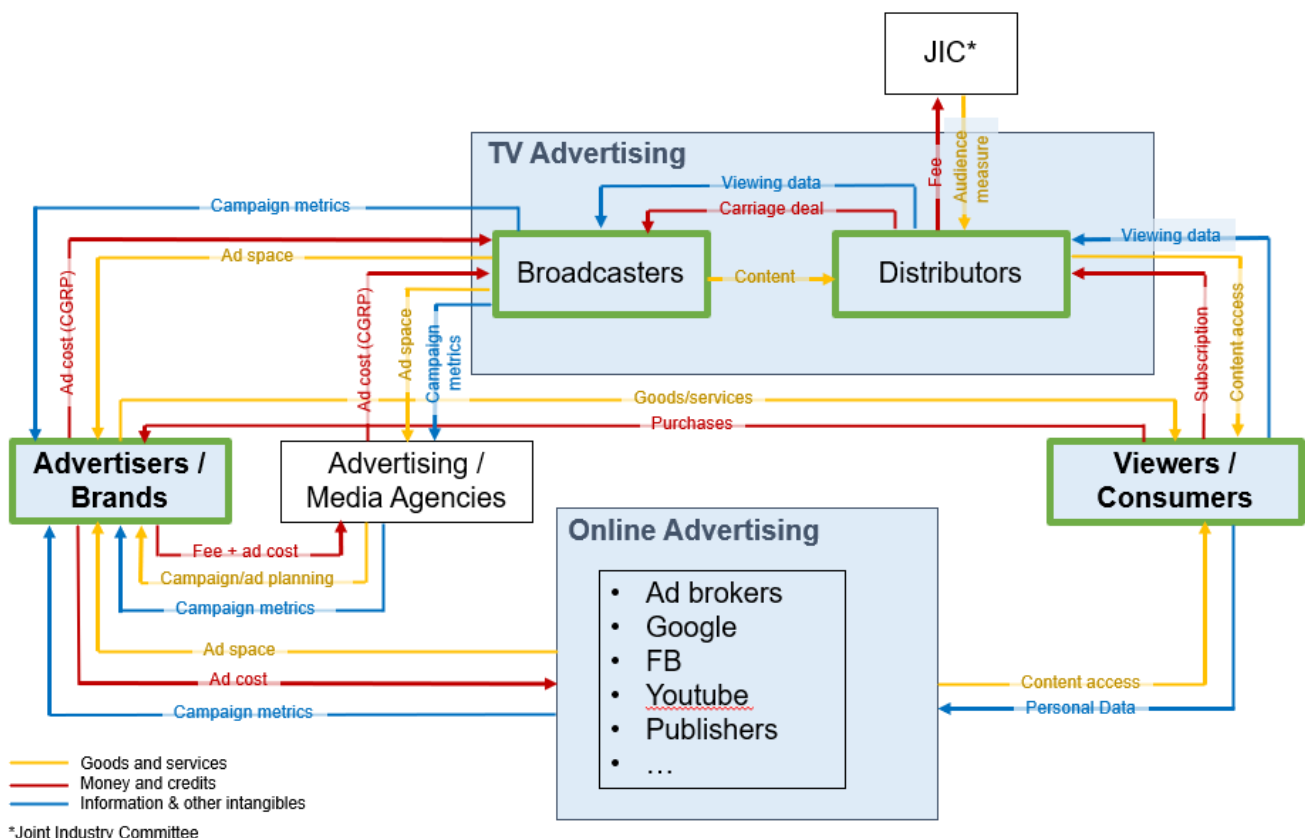 JIC*
TV Advertising
Fee
Audience
measure
Viewing data
Carriage deal
Campaign metrics
Viewing data
Ad space
Broadcasters
Content
Distributors
Ad cost (CGRP)
Ad cost (CGRP)
Ad space
Campaign
metrics
Subscription
Content access
Goods/services
Purchases
Advertisers /
Brands
Advertising /
Media Agencies
Viewers /
Consumers
Fee + ad cost
Campaign/ad planning
Campaign metrics
Online Advertising
• Ad brokers
• Google
• FB
• Youtube
• Publishers
• …
Ad space
Ad cost
Campaign metrics
Content access
Personal Data
Goods and services
Money and credits
Information & other intangibles
*Joint Industry Committee